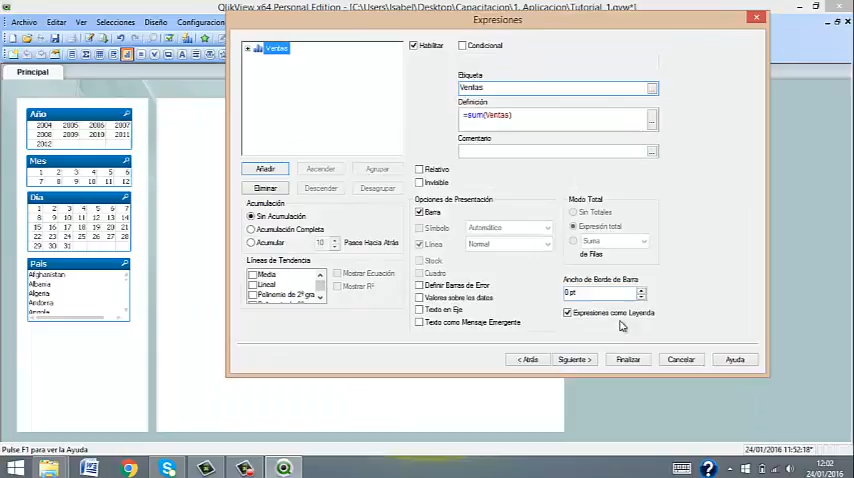 QlikView x64 Personal Edition - [C:\Users\Isabel\Desktop\Capacitacion\1. Aplicacion\Tutorial_1.qvw*]
Archivo Editar Ver Selecciones Diseño Configuracion
Principal
Año
2004 2005 2006 2007
2008 2009 2010 2011
2012
Mes
1 2 3 4 5 6
7 8 9 10 11 12
Día
1 2 3 4 5 6 7
8 9 10 11 12 13 14
15 16 17 18 19 20 21
22 23 24 25 26 27 28
29 30 31
País
Afghanistan
Albania
Algeria
Andorra
Angola
Expresiones
Ventas
Habilitar
Condicional
Etiqueta
Ventas
...
Definición
=sum(Ventas)
...
Comentario
...
Añadir
Ascender
Agrupar
Eliminar
Descender
Desagrupar
Relativo
Invisible
Acumulación
Sin Acumulación
Acumulación Completa
Acumular 10 Pasos Hacia Atrás
Líneas de Tendencia
Media
Lineal
Polinomio de 2º gra
Mostrar Ecuación
Mostrar R²
Opciones de Presentación
Barra
Símbolo Automático
Línea Normal
Stock
Cuadro
Definir Barras de Error
Valores sobre los datos
Texto en Eje
Texto como Mensaje Emergente
Modo Total
Sin Totales
Expresión total
Suma
de Filas
Ancho de Borde de Barra
0 pt
Expresiones como Leyenda
< Atrás
Siguiente >
Finalizar
Cancelar
Ayuda
Pulse F1 para ver la Ayuda
24/01/2016 11:52:18*
12:02
24/01/2016